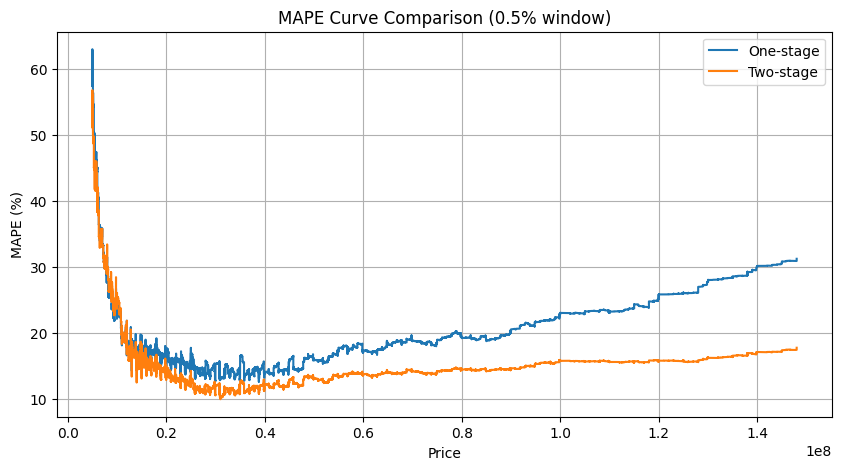 MAPE Curve Comparison (0.5% window)
One-stage
Two-stage
MAPE (%)
60
50
40
30
20
10
0.0 0.2 0.4 0.6 0.8 1.0 1.2 1.4
1e8
Price